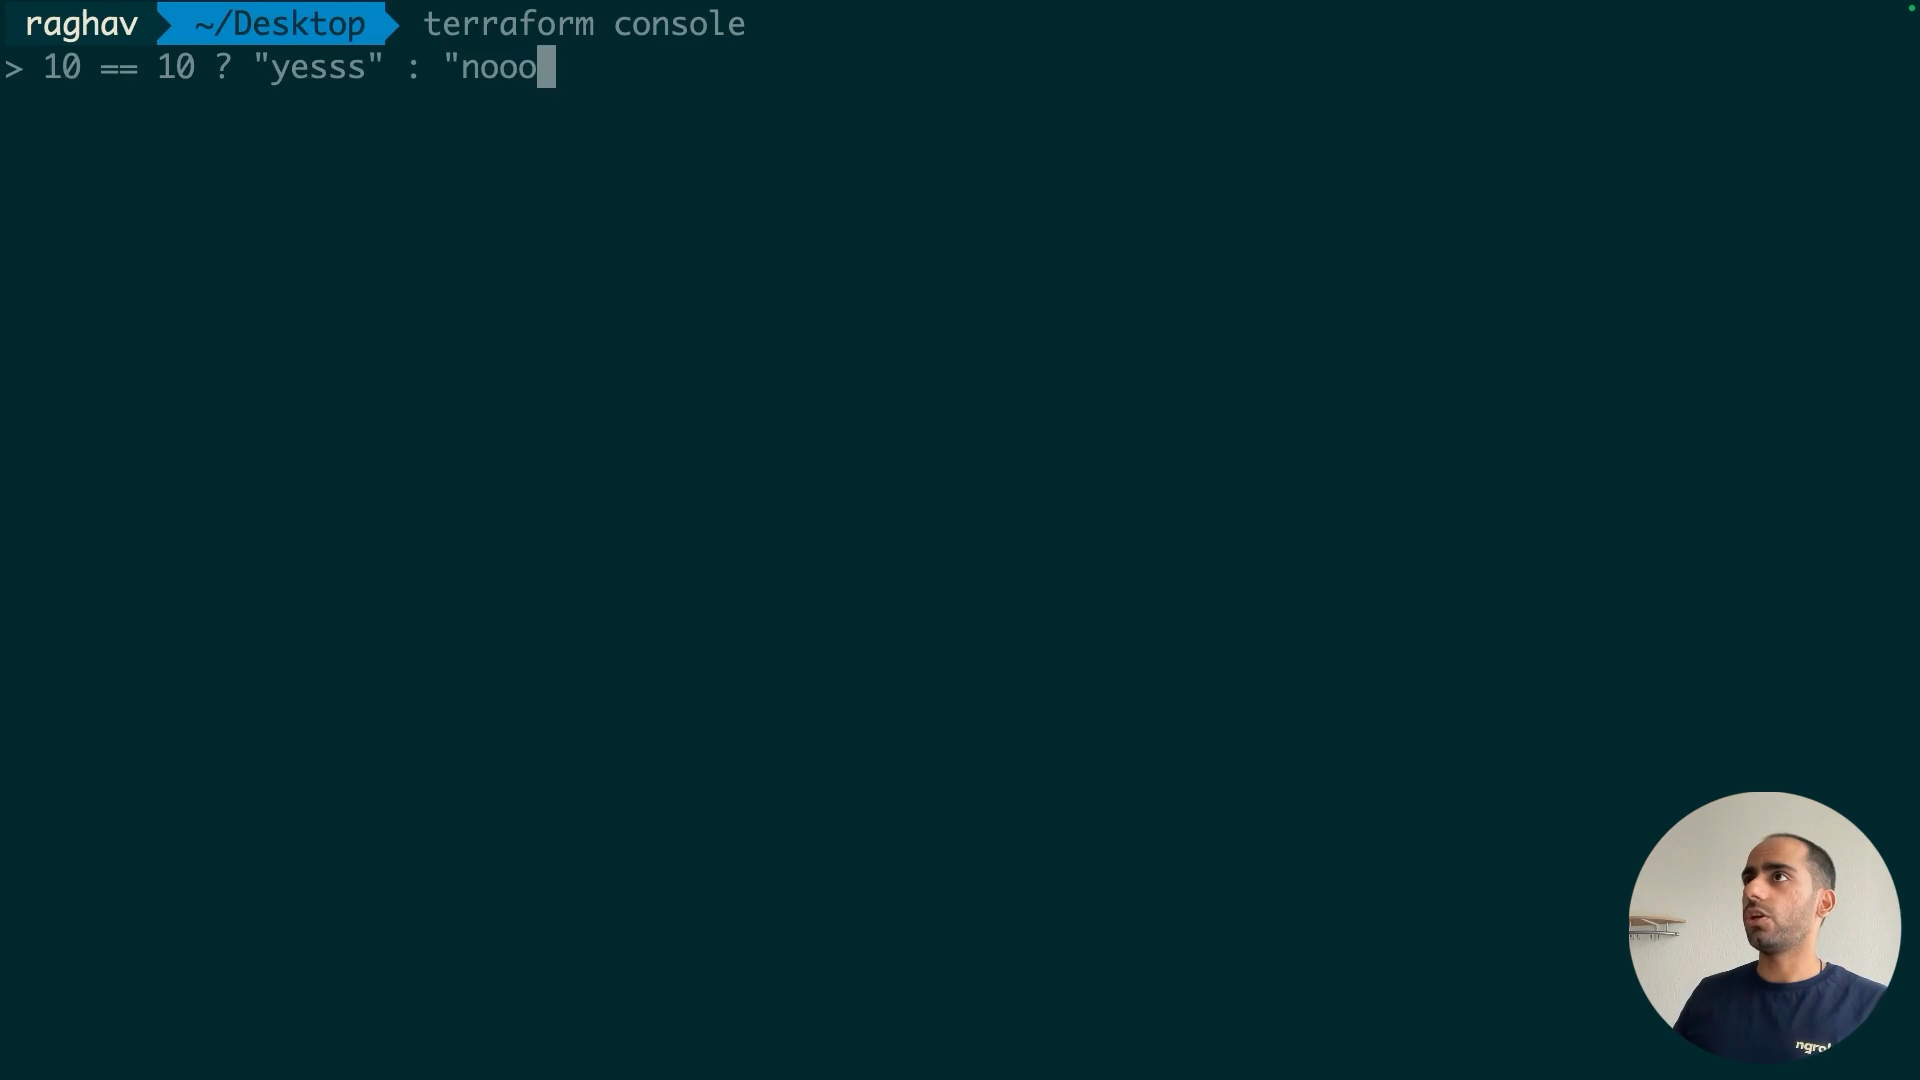 raghav ~/Desktop terraform console
> 10 == 10 ? "yesss" : "nooo